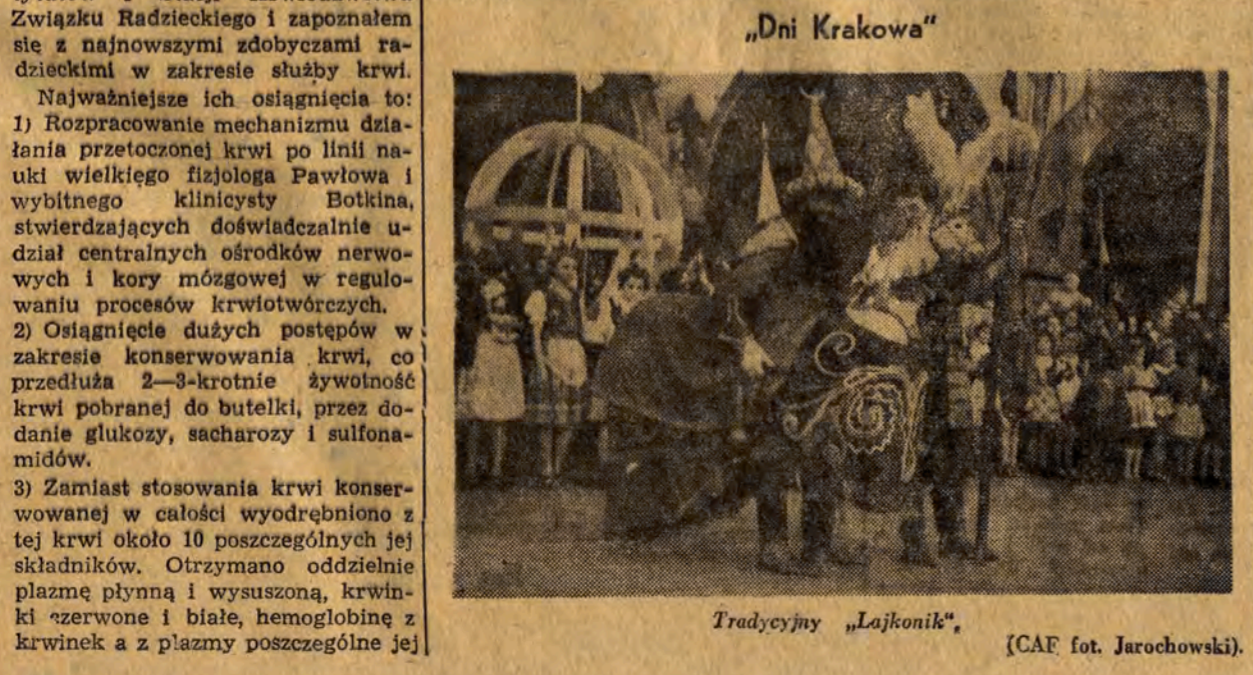 Związku Radzieckiego i zapoznałem
się z najnowszymi zdobyczami ra-
dzieckimi w zakresie służby krwi.
Najważniejsze ich osiągnięcia to:
1) Rozpracowanie mechanizmu dzia-
łania przetoczonej krwi po linii na-
uki wielkiego fizjologa Pawłowa i
wybitnego klinicysty Botkina,
stwierdzających doświadczalnie u-
dział centralnych ośrodków nerwo-
wych i kory mózgowej w regulo-
waniu procesów krwiotwórczych.
2) Osiągnięcie dużych postępów w
zakresie konserwowania krwi, co
przedłuża 2—3-krotnie żywotność
krwi pobranej do butelki, przez do-
danie glukozy, sacharozy i sulfona-
midów.
3) Zamiast stosowania krwi konser-
wowanej w całości wyodrębniono z
tej krwi około 10 poszczególnych jej
składników. Otrzymano oddzielnie
plazmę płynną i wysuszoną, krwin-
ki czerwone i białe, hemoglobinę z
krwinek a z plazmy poszczególne jej
„Dni Krakowa"
Tradycyjny „Lajkonik",
(CAF fot. Jarochowski).